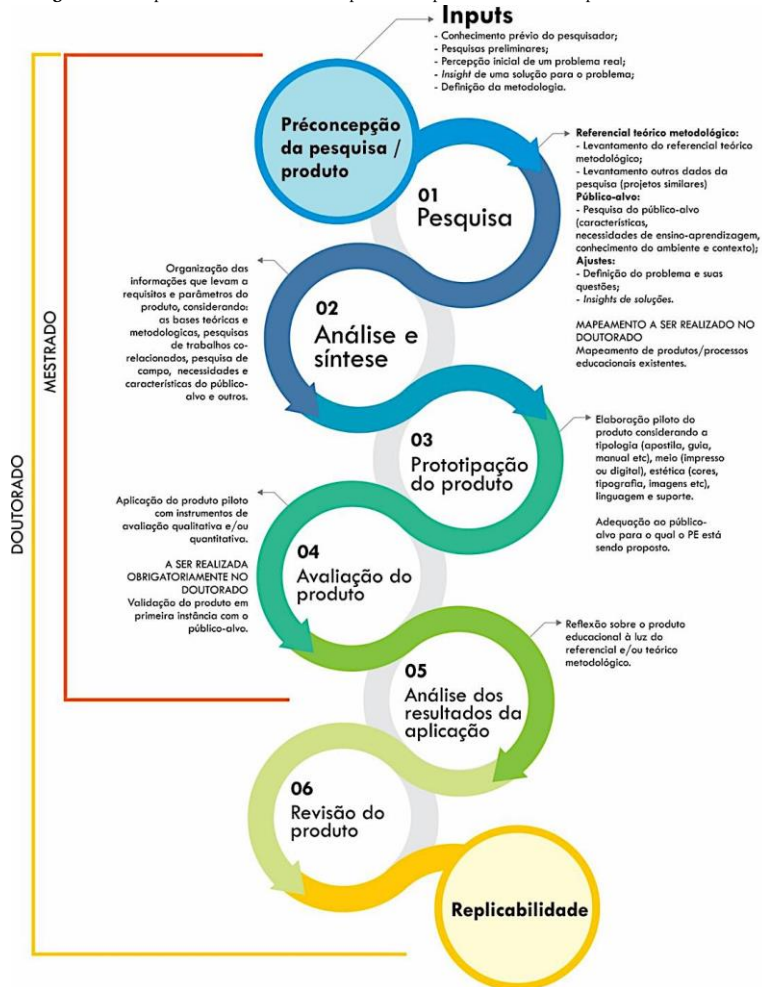 Inputs
- Conhecimento prévio do pesquisador;
- Pesquisas preliminares;
- Percepção inicial de um problema real;
- Insight de uma solução para o problema;
- Definição da metodologia.
Préconcepção
da pesquisa /
produto
01
Pesquisa
Referencial teórico metodológico:
- Levantamento do referencial teórico
metodológico;
- Levantamento outros dados da
pesquisa (projetos similares)
Público-alvo:
- Pesquisa do público-alvo
(características,
necessidades de ensino-aprendizagem,
conhecimento do ambiente e contexto);
Ajustes:
- Definição do problema e suas
questões;
- Insights de soluções.
MAPEAMENTO A SER REALIZADO NO
DOUTORADO
Mapeamento de produtos/processos
educacionais existentes.
Organização das
informações que levam a
requisitos e parâmetros do
produto, considerando:
as bases teóricas e
metodologicas, pesquisas
de trabalhos co-
relacionados, pesquisa de
campo, necessidades e
características do público-
alvo e outros.
02
Análise e
síntese
MESTRADO
DOUTORADO
03
Prototipação
do produto
Elaboração piloto do
produto considerando a
tipologia (apostila, guia,
manual etc), meio (impresso
ou digital), estética (cores,
tipografia, imagens etc),
linguagem e suporte.
Adequação ao público-
alvo para o qual o PE está
sendo proposto.
Aplicação do produto piloto
com instrumentos de
avaliação qualitativa e/ou
quantitativa.
A SER REALIZADA
OBRIGATORIAMENTE NO
DOUTORADO
Validação do produto em
primeira instância com o
público-alvo.
04
Avaliação do
produto
05
Análise dos
resultados da
aplicação
Reflexão sobre o produto
educacional à luz do
referencial e/ou teórico
metodológico.
06
Revisão do
produto
Replicabilidade